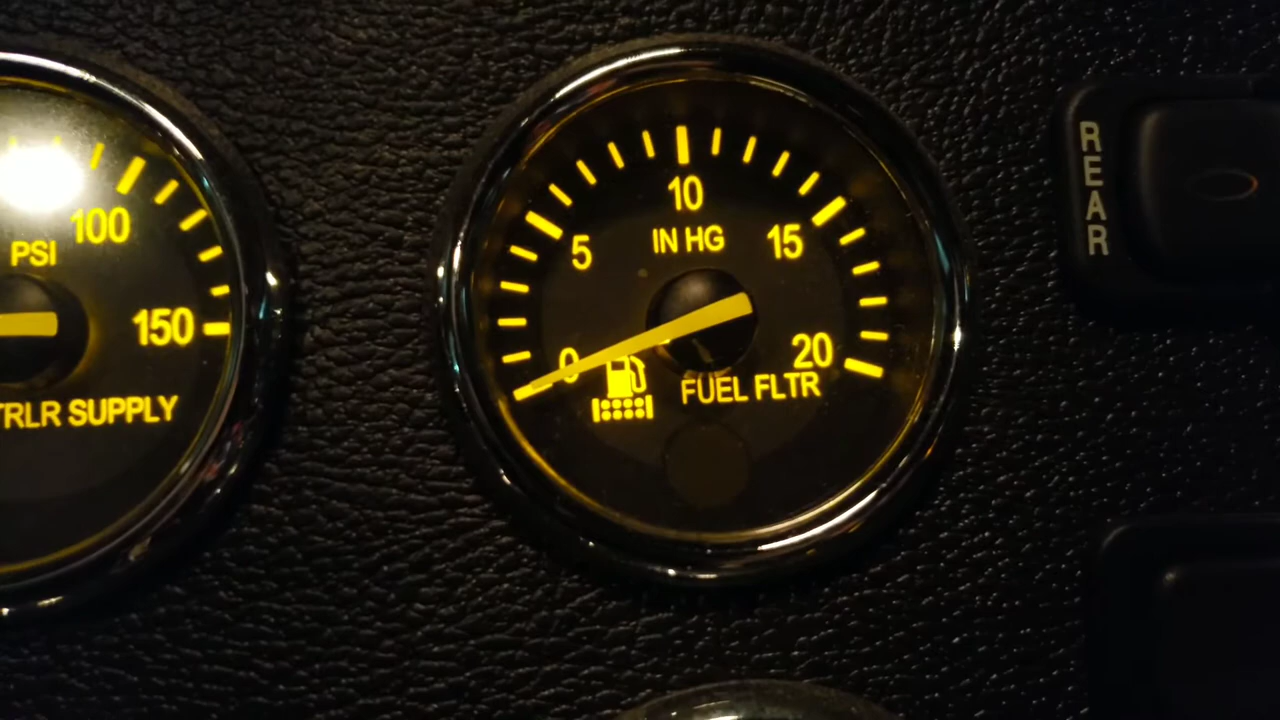 100
PSI
150
TRLR SUPPLY
10
IN HG
5
15
0
20
FUEL FLTR
REAR